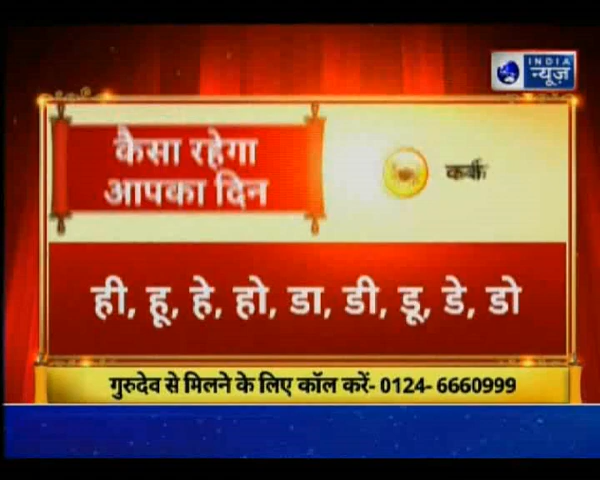 INDIA
न्यूज़
कैसा रहेगा
आपका दिन
कर्क
ही, हू, हे, हो, डा, डी, डू, डे, डो
गुरुदेव से मिलने के लिए कॉल करें- 0124- 6660999